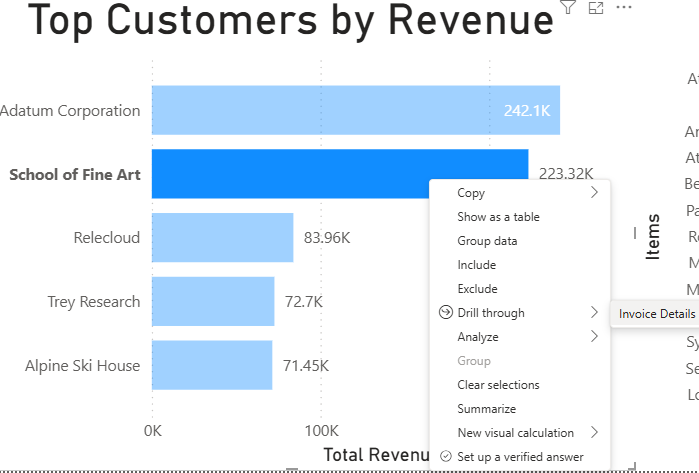 Top Customers by Revenue
Adatum Corporation
242.1K
School of Fine Art
223.32K
Relecloud
83.96K
Trey Research
72.7K
Alpine Ski House
71.45K
0K
100K
Total Revenu
Copy
Show as a table
Group data
Include
Exclude
Drill through
Invoice Details
Analyze
Group
Clear selections
Summarize
New visual calculation
Set up a verified answer
Items